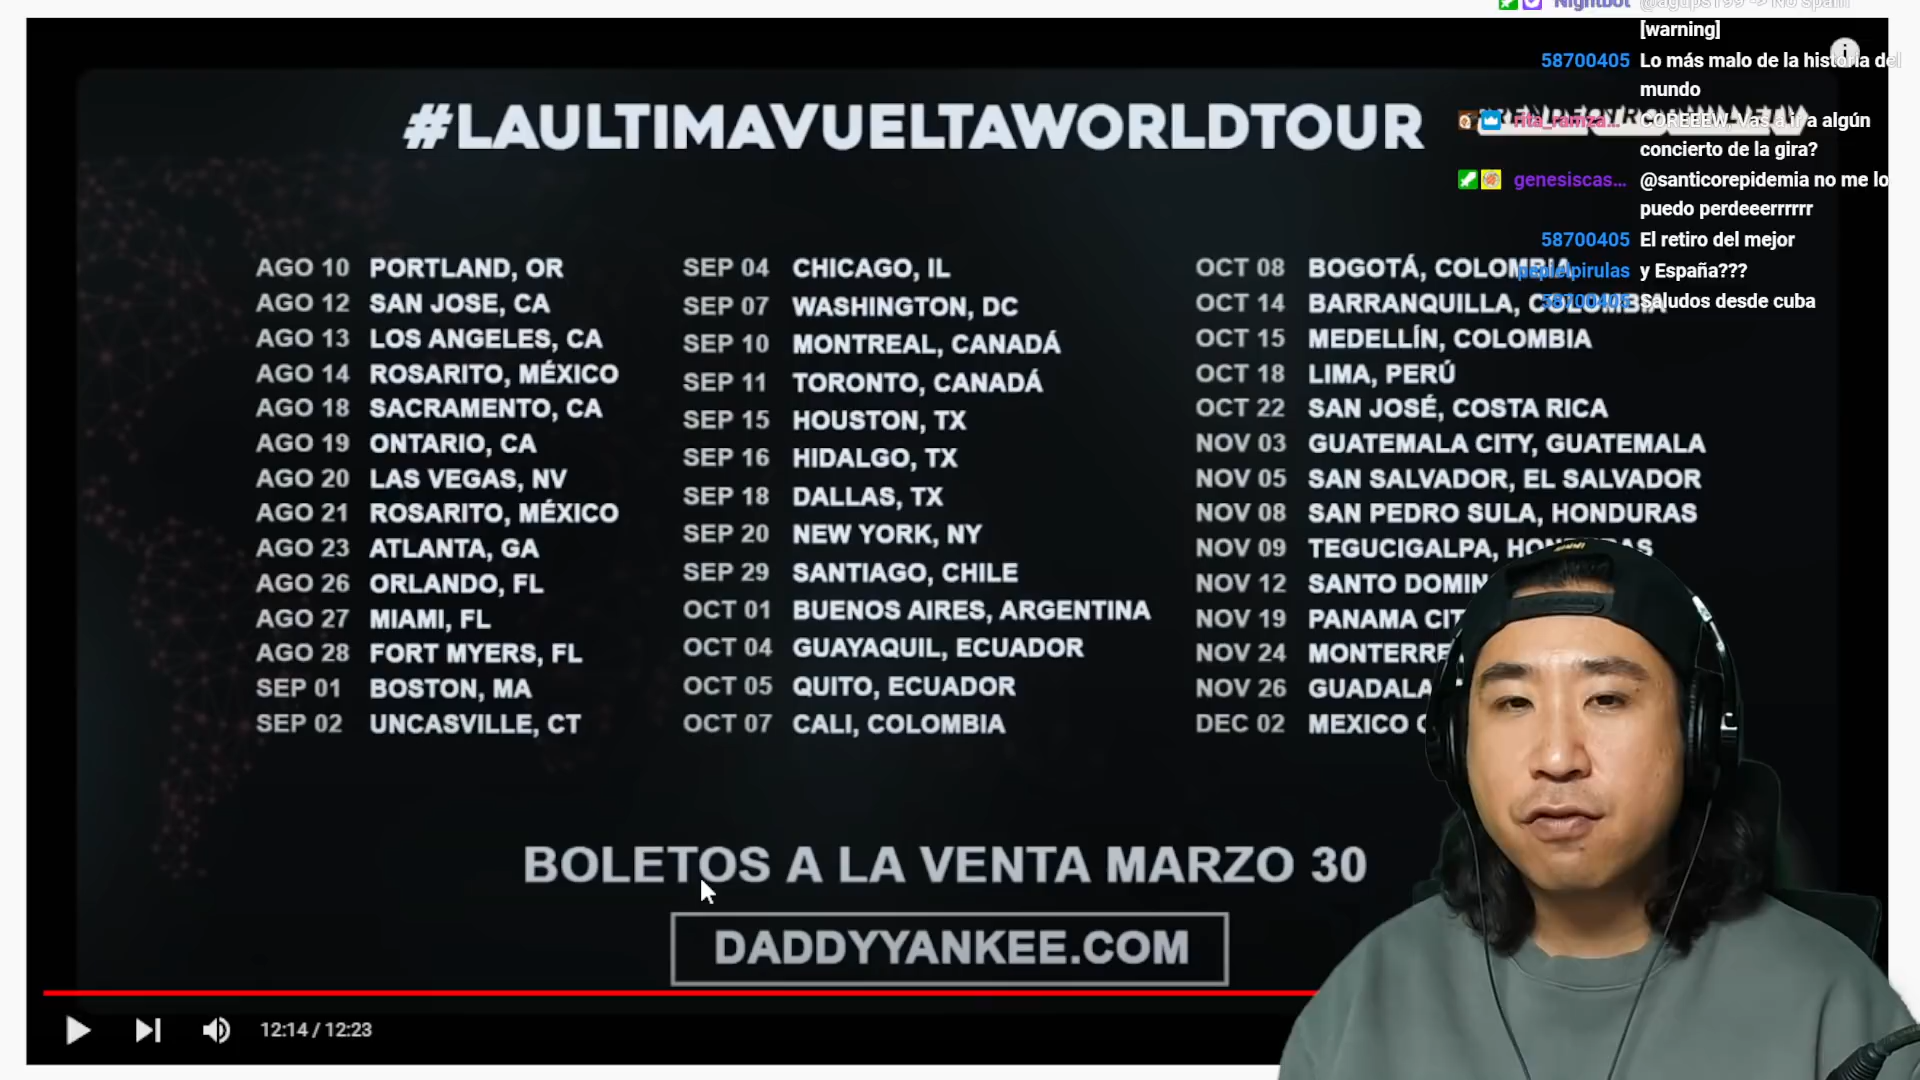 Nightbot
[warning]
58700405 Lo más malo de la historia del
mundo
#LAULTIMAVUELTAWORLDTOUR
COREEEW, Vas a ir a algún
concierto de la gira?
genesiscas... @santicorepidemia no me lo
puedo perdeeerrrrrr
58700405 El retiro del mejor
y España???
58700405 Saludos desde cuba
AGO 10 PORTLAND, OR
AGO 12 SAN JOSE, CA
AGO 13 LOS ANGELES, CA
AGO 14 ROSARITO, MÉXICO
AGO 18 SACRAMENTO, CA
AGO 19 ONTARIO, CA
AGO 20 LAS VEGAS, NV
AGO 21 ROSARITO, MÉXICO
AGO 23 ATLANTA, GA
AGO 26 ORLANDO, FL
AGO 27 MIAMI, FL
AGO 28 FORT MYERS, FL
SEP 01 BOSTON, MA
SEP 02 UNCASVILLE, CT
SEP 04 CHICAGO, IL
SEP 07 WASHINGTON, DC
SEP 10 MONTREAL, CANADÁ
SEP 11 TORONTO, CANADÁ
SEP 15 HOUSTON, TX
SEP 16 HIDALGO, TX
SEP 18 DALLAS, TX
SEP 20 NEW YORK, NY
SEP 29 SANTIAGO, CHILE
OCT 01 BUENOS AIRES, ARGENTINA
OCT 04 GUAYAQUIL, ECUADOR
OCT 05 QUITO, ECUADOR
OCT 07 CALI, COLOMBIA
OCT 08 BOGOTÁ, COLOMBIA
OCT 14 BARRANQUILLA, COLOMBIA
OCT 15 MEDELLÍN, COLOMBIA
OCT 18 LIMA, PERÚ
OCT 22 SAN JOSÉ, COSTA RICA
NOV 03 GUATEMALA CITY, GUATEMALA
NOV 05 SAN SALVADOR, EL SALVADOR
NOV 08 SAN PEDRO SULA, HONDURAS
NOV 09 TEGUCIGALPA,
NOV 12 SANTO
NOV 19 PANAMA
NOV 24
NOV 26
DEC 02 MEXICO
BOLETOS A LA VENTA MARZO 30
DADDYYANKEE.COM
12:14 / 12:23